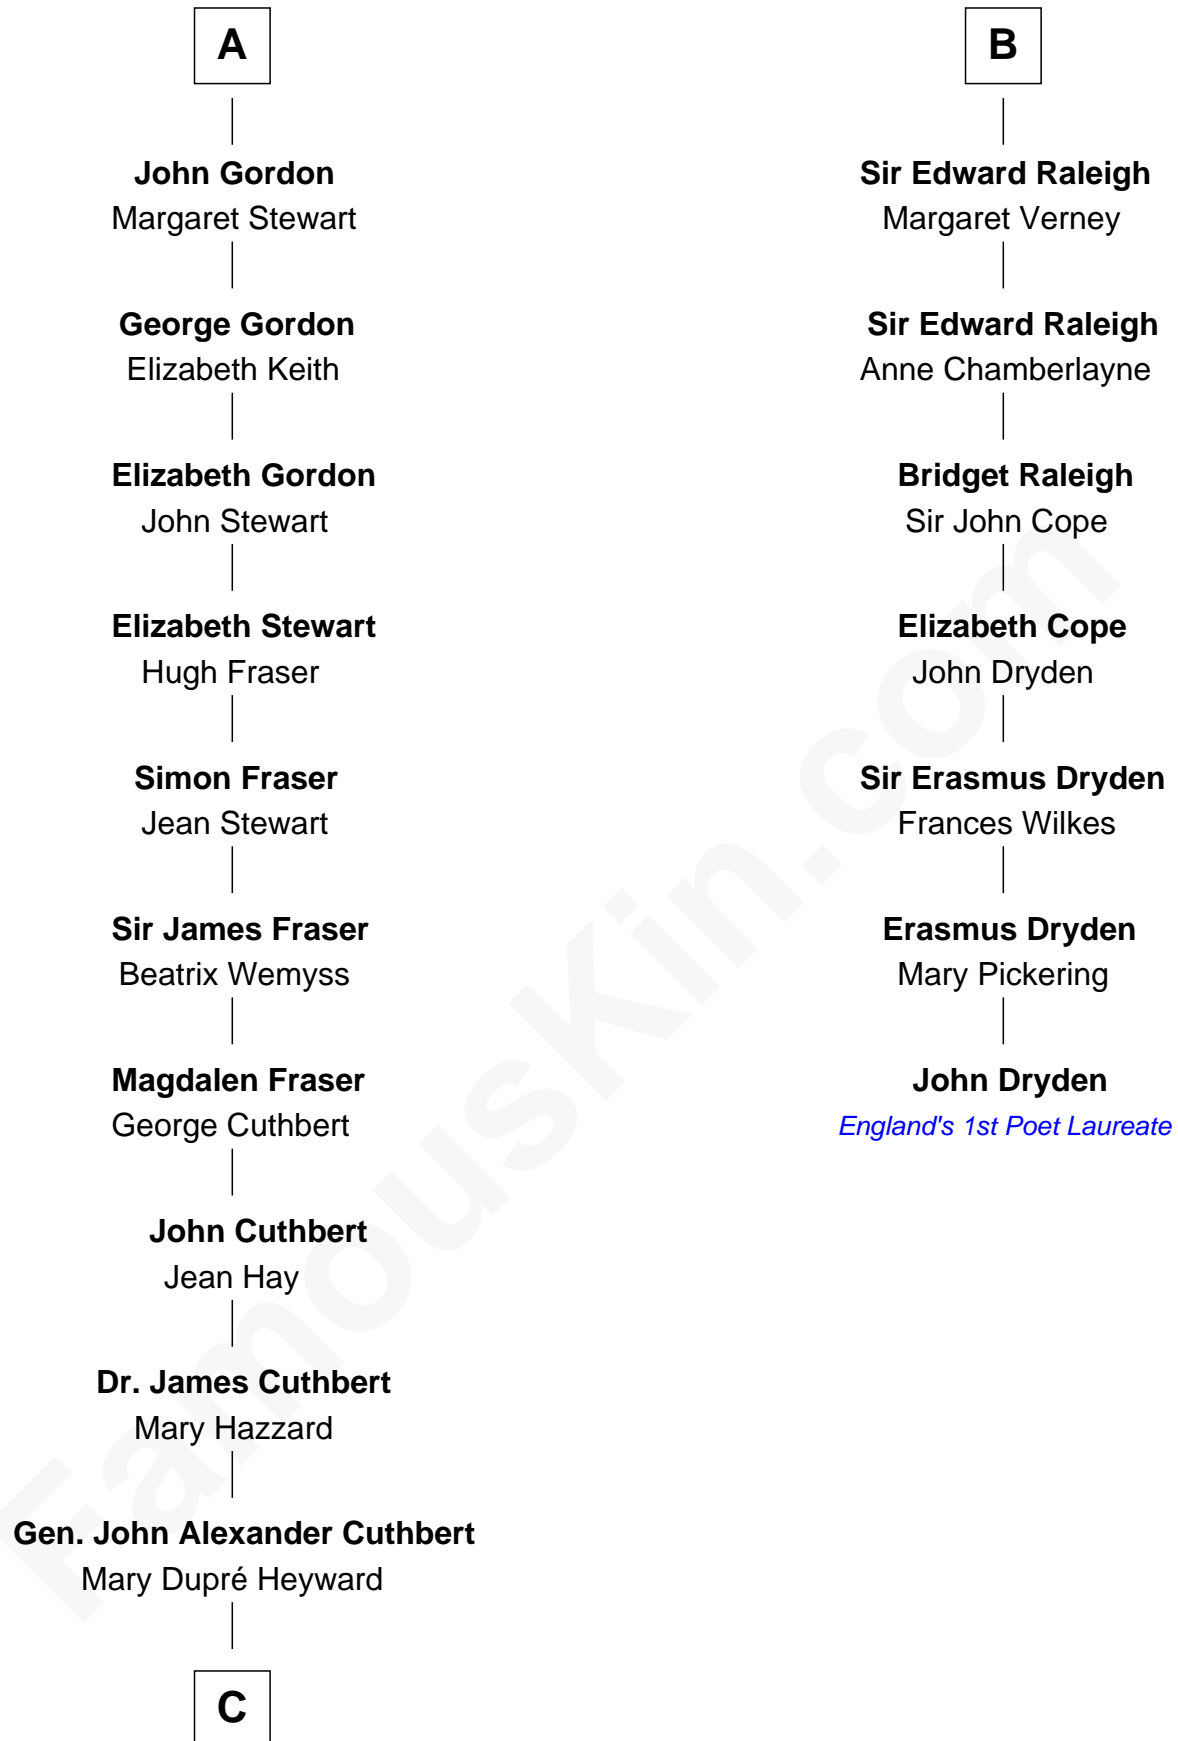 A
John Gordon
Margaret Stewart
George Gordon
Elizabeth Keith
Elizabeth Gordon
John Stewart
Elizabeth Stewart
Hugh Fraser
Simon Fraser
Jean Stewart
Sir James Fraser
Beatrix Wemyss
Magdalen Fraser
George Cuthbert
John Cuthbert
Jean Hay
Dr. James Cuthbert
Mary Hazzard
Gen. John Alexander Cuthbert
Mary Dupré Heyward
C
B
Sir Edward Raleigh
Margaret Verney
Sir Edward Raleigh
Anne Chamberlayne
Bridget Raleigh
Sir John Cope
Elizabeth Cope
John Dryden
Sir Erasmus Dryden
Frances Wilkes
Erasmus Dryden
Mary Pickering
John Dryden
England's 1st Poet Laureate
FamousKin.com